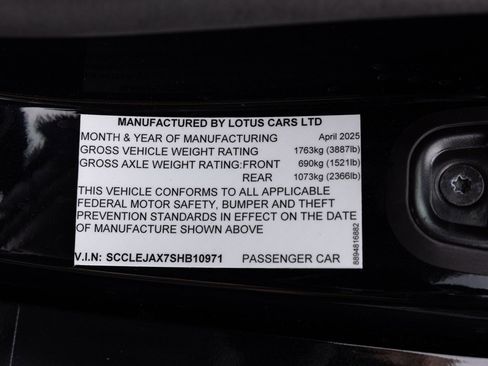 MANUFACTURED BY LOTUS CARS LTD
MONTH & YEAR OF MANUFACTURING April 2025
GROSS VEHICLE WEIGHT RATING 1763kg (3887lb)
GROSS AXLE WEIGHT RATING: FRONT 690kg (1521lb)
REAR 1073kg (2366lb)
THIS VEHICLE CONFORMS TO ALL APPLICABLE
FEDERAL MOTOR SAFETY, BUMPER AND THEFT
PREVENTION STANDARDS IN EFFECT ON THE DATE
OF MANUFACTURE SHOWN ABOVE
V.I.N: SCCLEJAX7SHB10971 PASSENGER CAR
8894816882